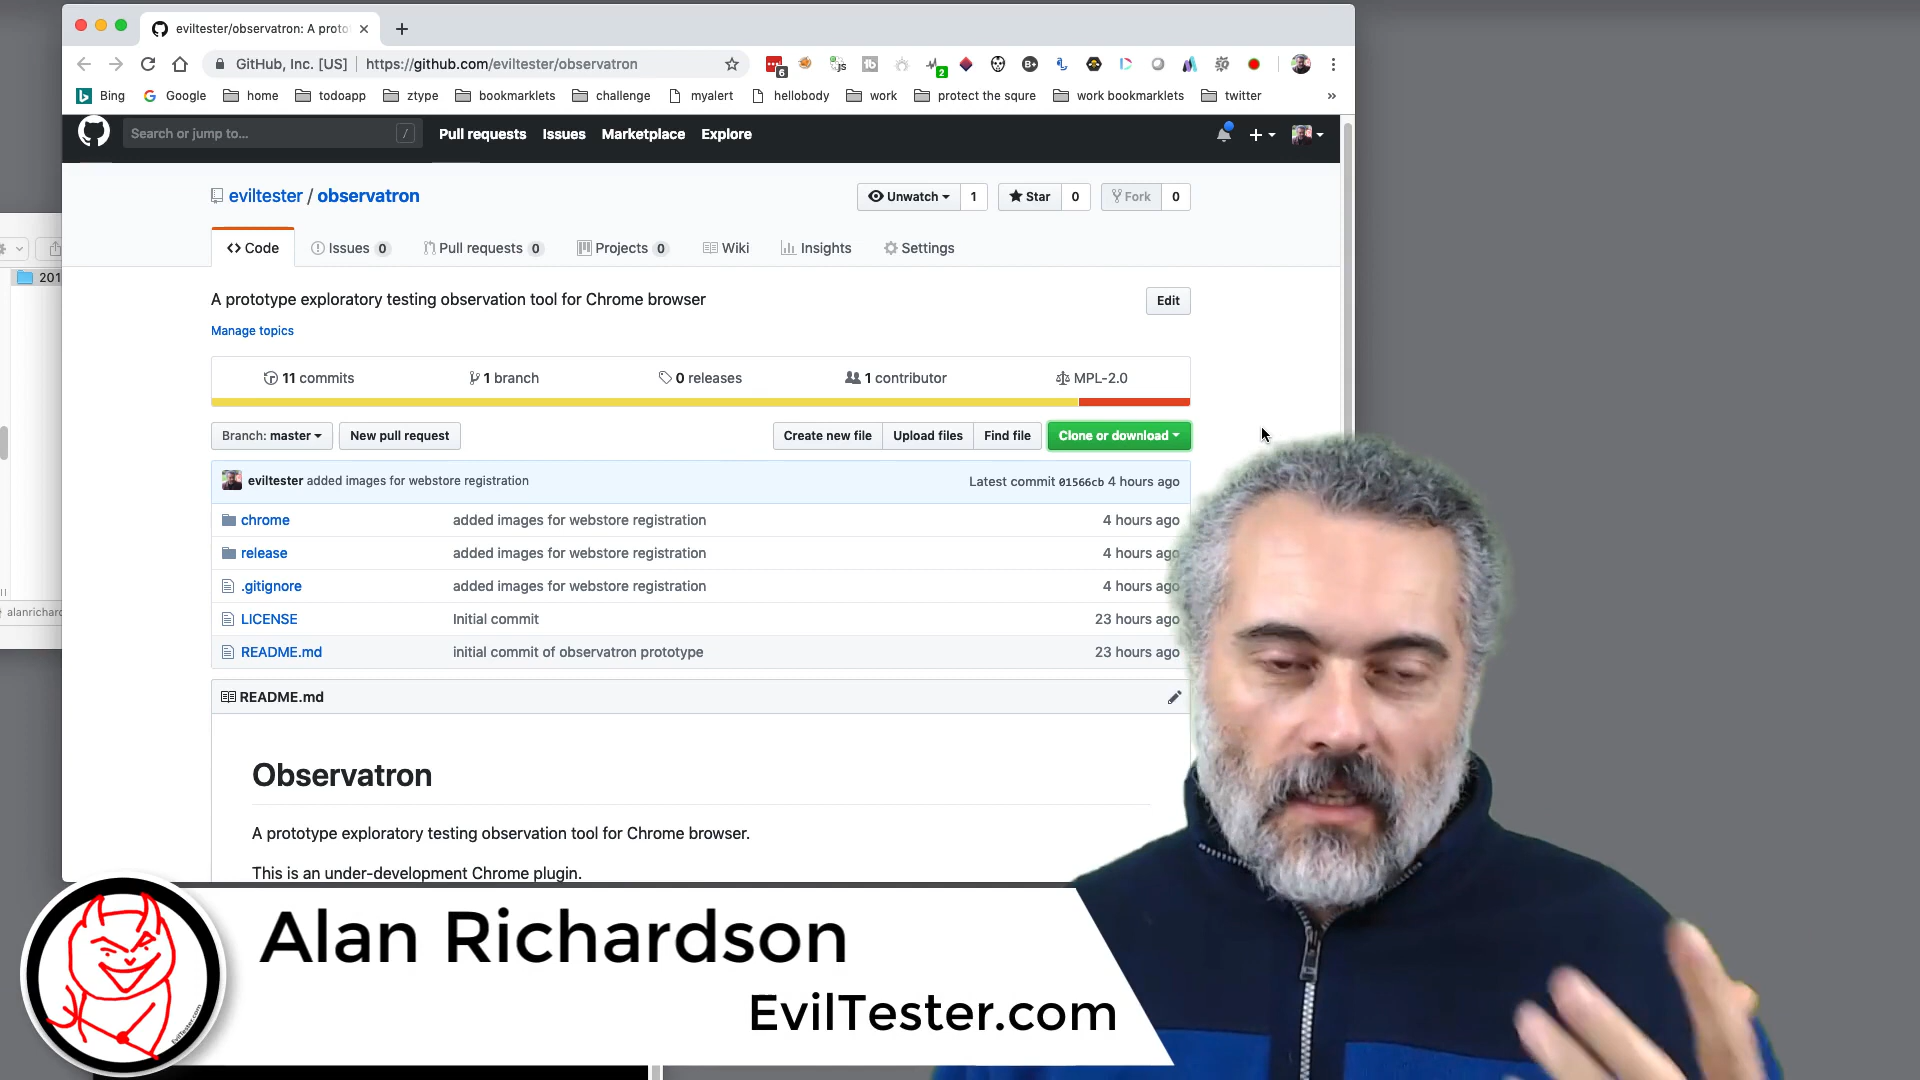 eviltester/observatron: A proto
GitHub, Inc. [US] https://github.com/eviltester/observatron
6
js
tb
2
B+
Bing Google home todoapp ztype bookmarklets challenge myalert hellobody work protect the squre work bookmarklets twitter »
Search or jump to... / Pull requests Issues Marketplace Explore
eviltester / observatron Unwatch 1 Star 0 Fork 0
Code Issues 0 Pull requests 0 Projects 0 Wiki Insights Settings
201
A prototype exploratory testing observation tool for Chrome browser Edit
Manage topics
11 commits 1 branch 0 releases 1 contributor MPL-2.0
Branch: master New pull request Create new file Upload files Find file Clone or download
eviltester added images for webstore registration Latest commit 01566cb 4 hours ago
chrome added images for webstore registration 4 hours ago
release added images for webstore registration 4 hours ago
.gitignore added images for webstore registration 4 hours ago
alanrichard
LICENSE Initial commit 23 hours ago
README.md initial commit of observatron prototype 23 hours ago
README.md
Observatron
A prototype exploratory testing observation tool for Chrome browser.
This is an under-development Chrome plugin.
Alan Richardson
EvilTester.com
EvilTester.com